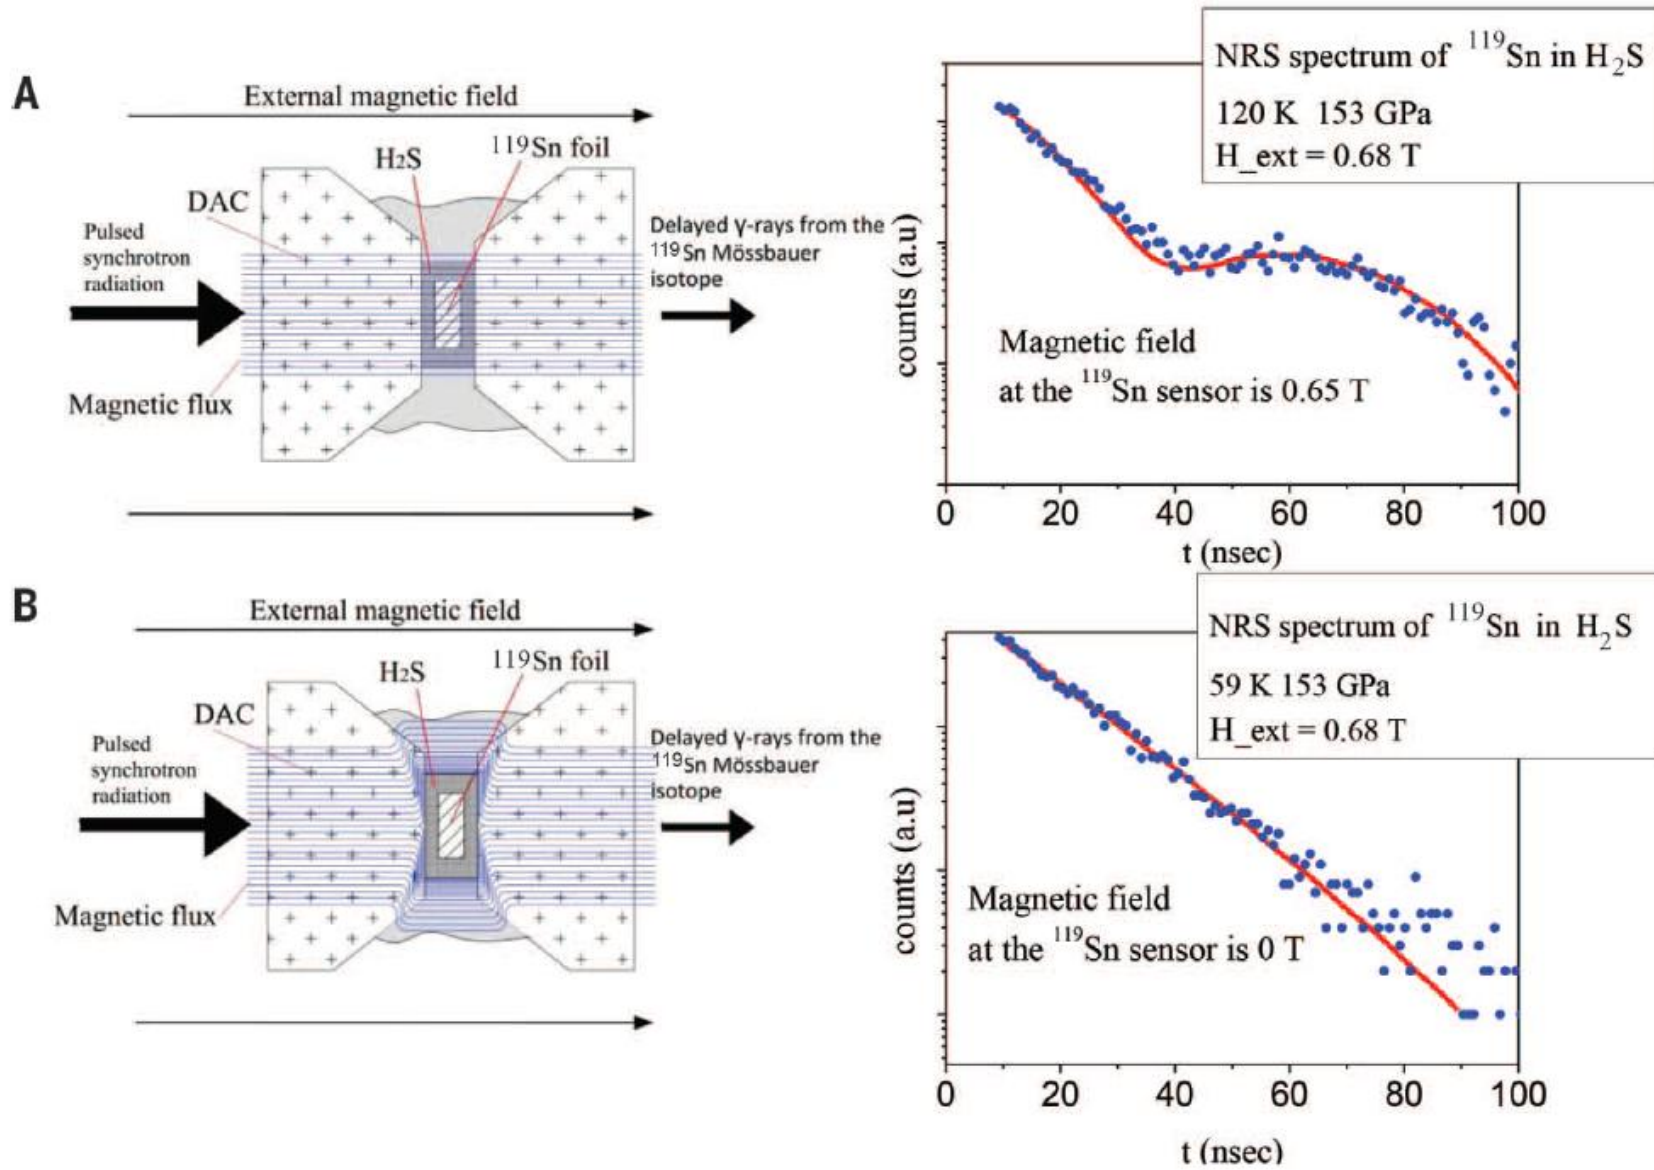 A
External magnetic field
H₂S
¹¹⁹Sn foil
DAC
Pulsed
synchrotron
radiation
Magnetic flux
Delayed γ-rays from the
¹¹⁹Sn Mössbauer
isotope
NRS spectrum of ¹¹⁹Sn in H₂S
120 K 153 GPa
H_ext = 0.68 T
counts (a.u)
Magnetic field
at the ¹¹⁹Sn sensor is 0.65 T
0 20 40 60 80 100
t (nsec)
B
External magnetic field
H₂S
¹¹⁹Sn foil
DAC
Pulsed
synchrotron
radiation
Magnetic flux
Delayed γ-rays from the
¹¹⁹Sn Mössbauer
isotope
NRS spectrum of ¹¹⁹Sn in H₂S
59 K 153 GPa
H_ext = 0.68 T
counts (a.u)
Magnetic field
at the ¹¹⁹Sn sensor is 0 T
0 20 40 60 80 100
t (nsec)